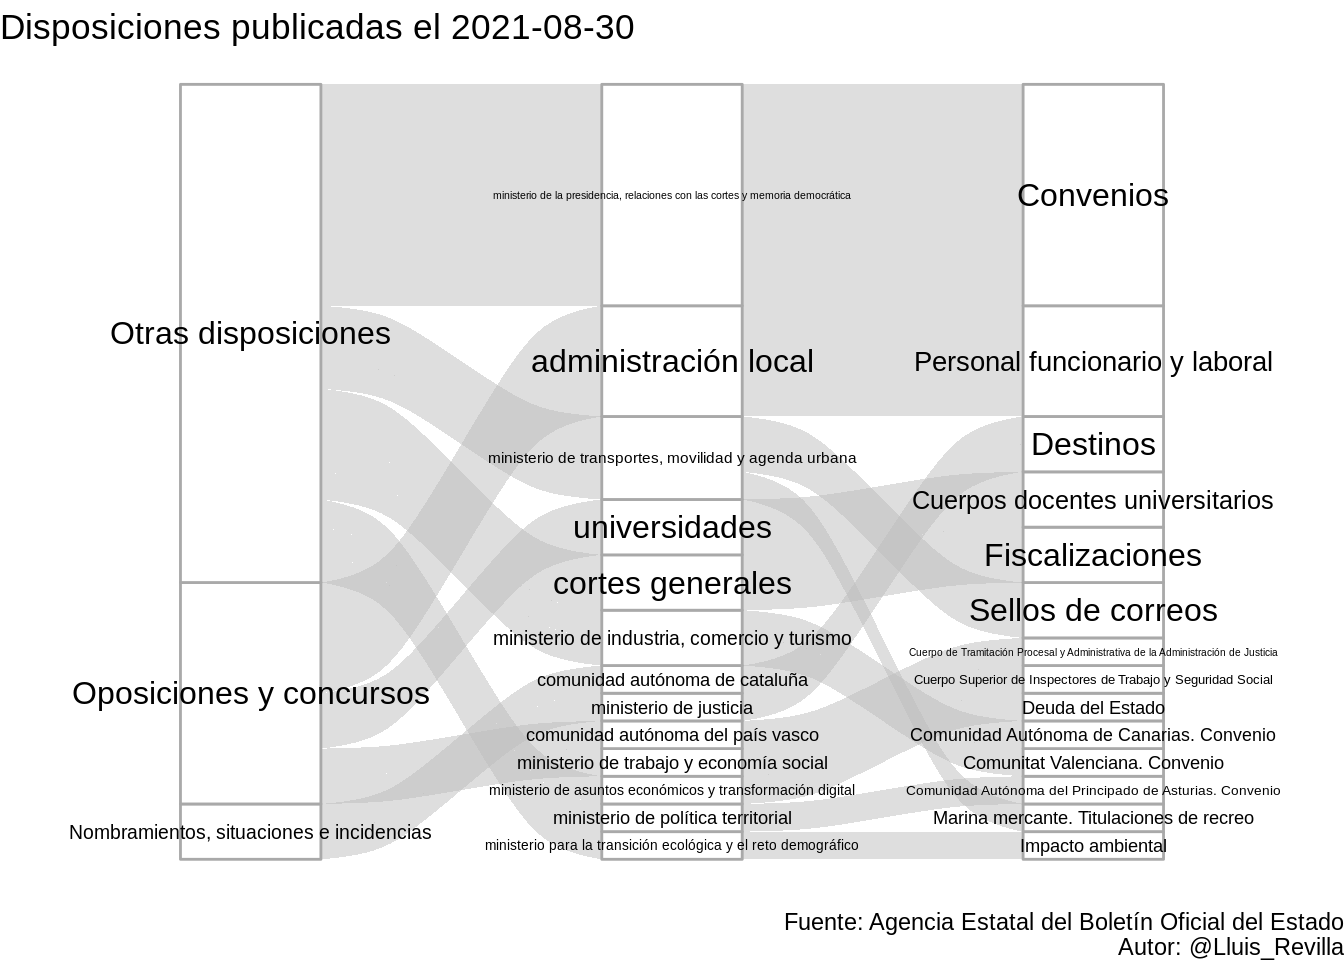 Disposiciones publicadas el 2021-08-30
Otras disposiciones
Oposiciones y concursos
Nombramientos, situaciones e incidencias
ministerio de la presidencia, relaciones con las cortes y memoria democrática
administración local
ministerio de transportes, movilidad y agenda urbana
universidades
cortes generales
ministerio de industria, comercio y turismo
comunidad autónoma de cataluña
ministerio de justicia
comunidad autónoma del país vasco
ministerio de trabajo y economía social
ministerio de asuntos económicos y transformación digital
ministerio de política territorial
ministerio para la transición ecológica y el reto demográfico
Convenios
Personal funcionario y laboral
Destinos
Cuerpos docentes universitarios
Fiscalizaciones
Sellos de correos
Cuerpo de Tramitación Procesal y Administrativa de la Administración de Justicia
Cuerpo Superior de Inspectores de Trabajo y Seguridad Social
Deuda del Estado
Comunidad Autónoma de Canarias. Convenio
Comunitat Valenciana. Convenio
Comunidad Autónoma del Principado de Asturias. Convenio
Marina mercante. Titulaciones de recreo
Impacto ambiental
Fuente: Agencia Estatal del Boletín Oficial del Estado
Autor: @Lluis_Revilla